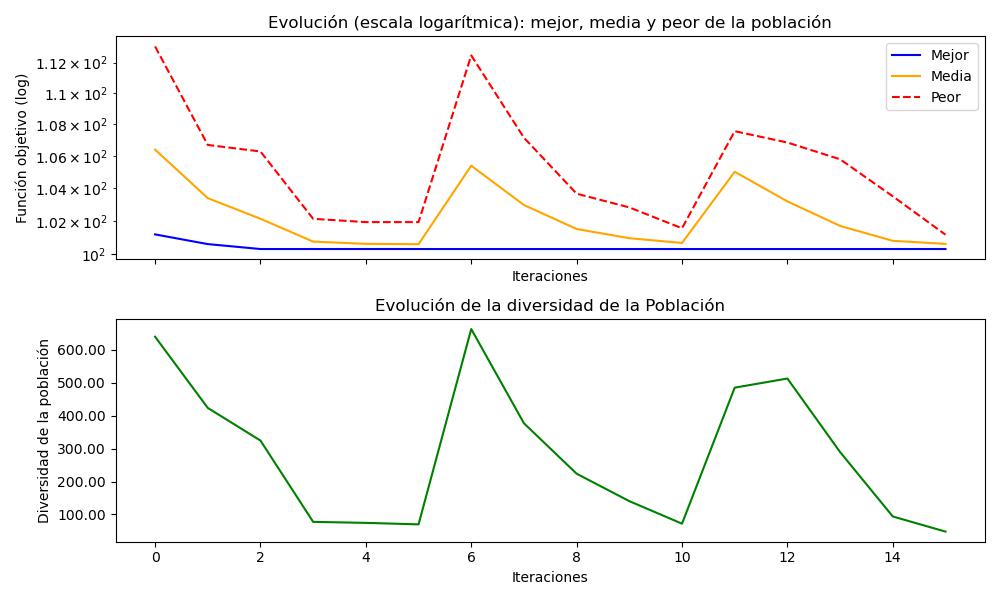 Evolución (escala logarítmica): mejor, media y peor de la población
Función objetivo (log)
1.12 × 10²
1.1 × 10²
1.08 × 10²
1.06 × 10²
1.04 × 10²
1.02 × 10²
10²
Mejor
Media
Peor
Iteraciones
Evolución de la diversidad de la Población
Diversidad de la población
600.00
500.00
400.00
300.00
200.00
100.00
0 2 4 6 8 10 12 14
Iteraciones